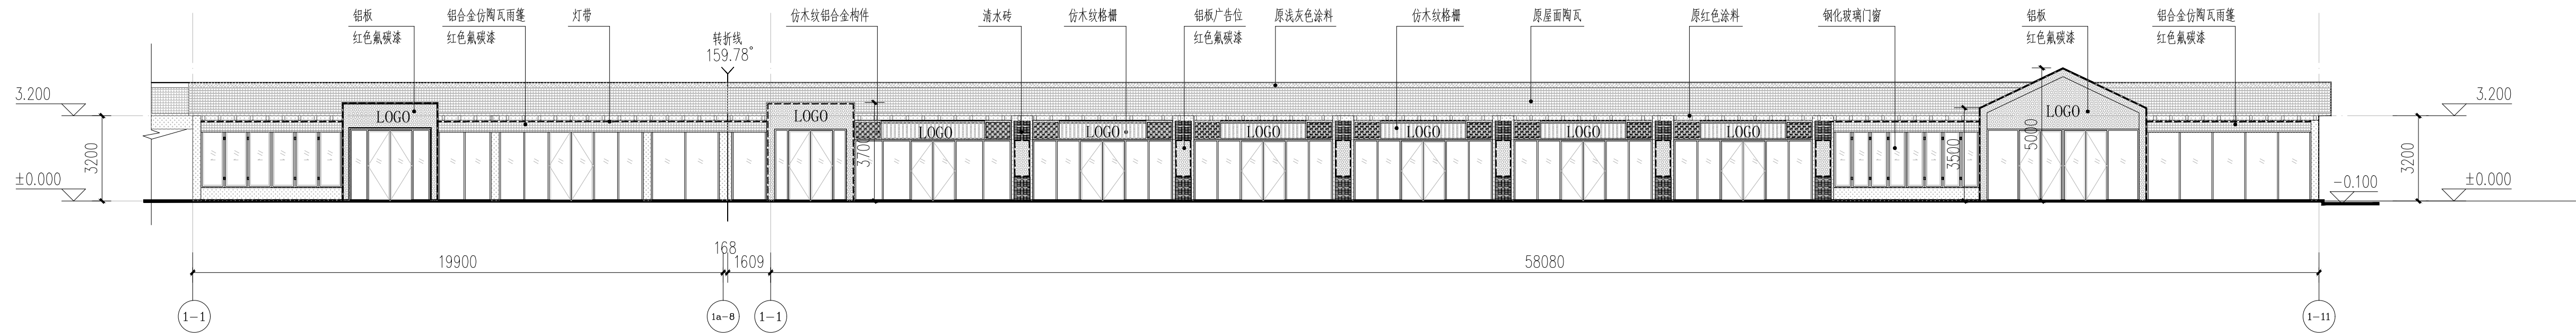 铝板
红色氟碳漆
铝合金仿陶瓦雨蓬
红色氟碳漆
灯带
转折线
159.78°
仿木纹铝合金构件
清水砖
仿木纹格栅
铝板广告位
红色氟碳漆
原浅灰色涂料
仿木纹格栅
原屋面陶瓦
原红色涂料
钢化玻璃门窗
铝板
红色氟碳漆
铝合金仿陶瓦雨蓬
红色氟碳漆
3.200
3200
±0.000
LOGO
LOGO
3700
LOGO
LOGO
LOGO
LOGO
LOGO
LOGO
3500
5000
LOGO
3.200
3200
-0.100
±0.000
19900
168
1609
58080
1-1
1a-8
1-1
1-11